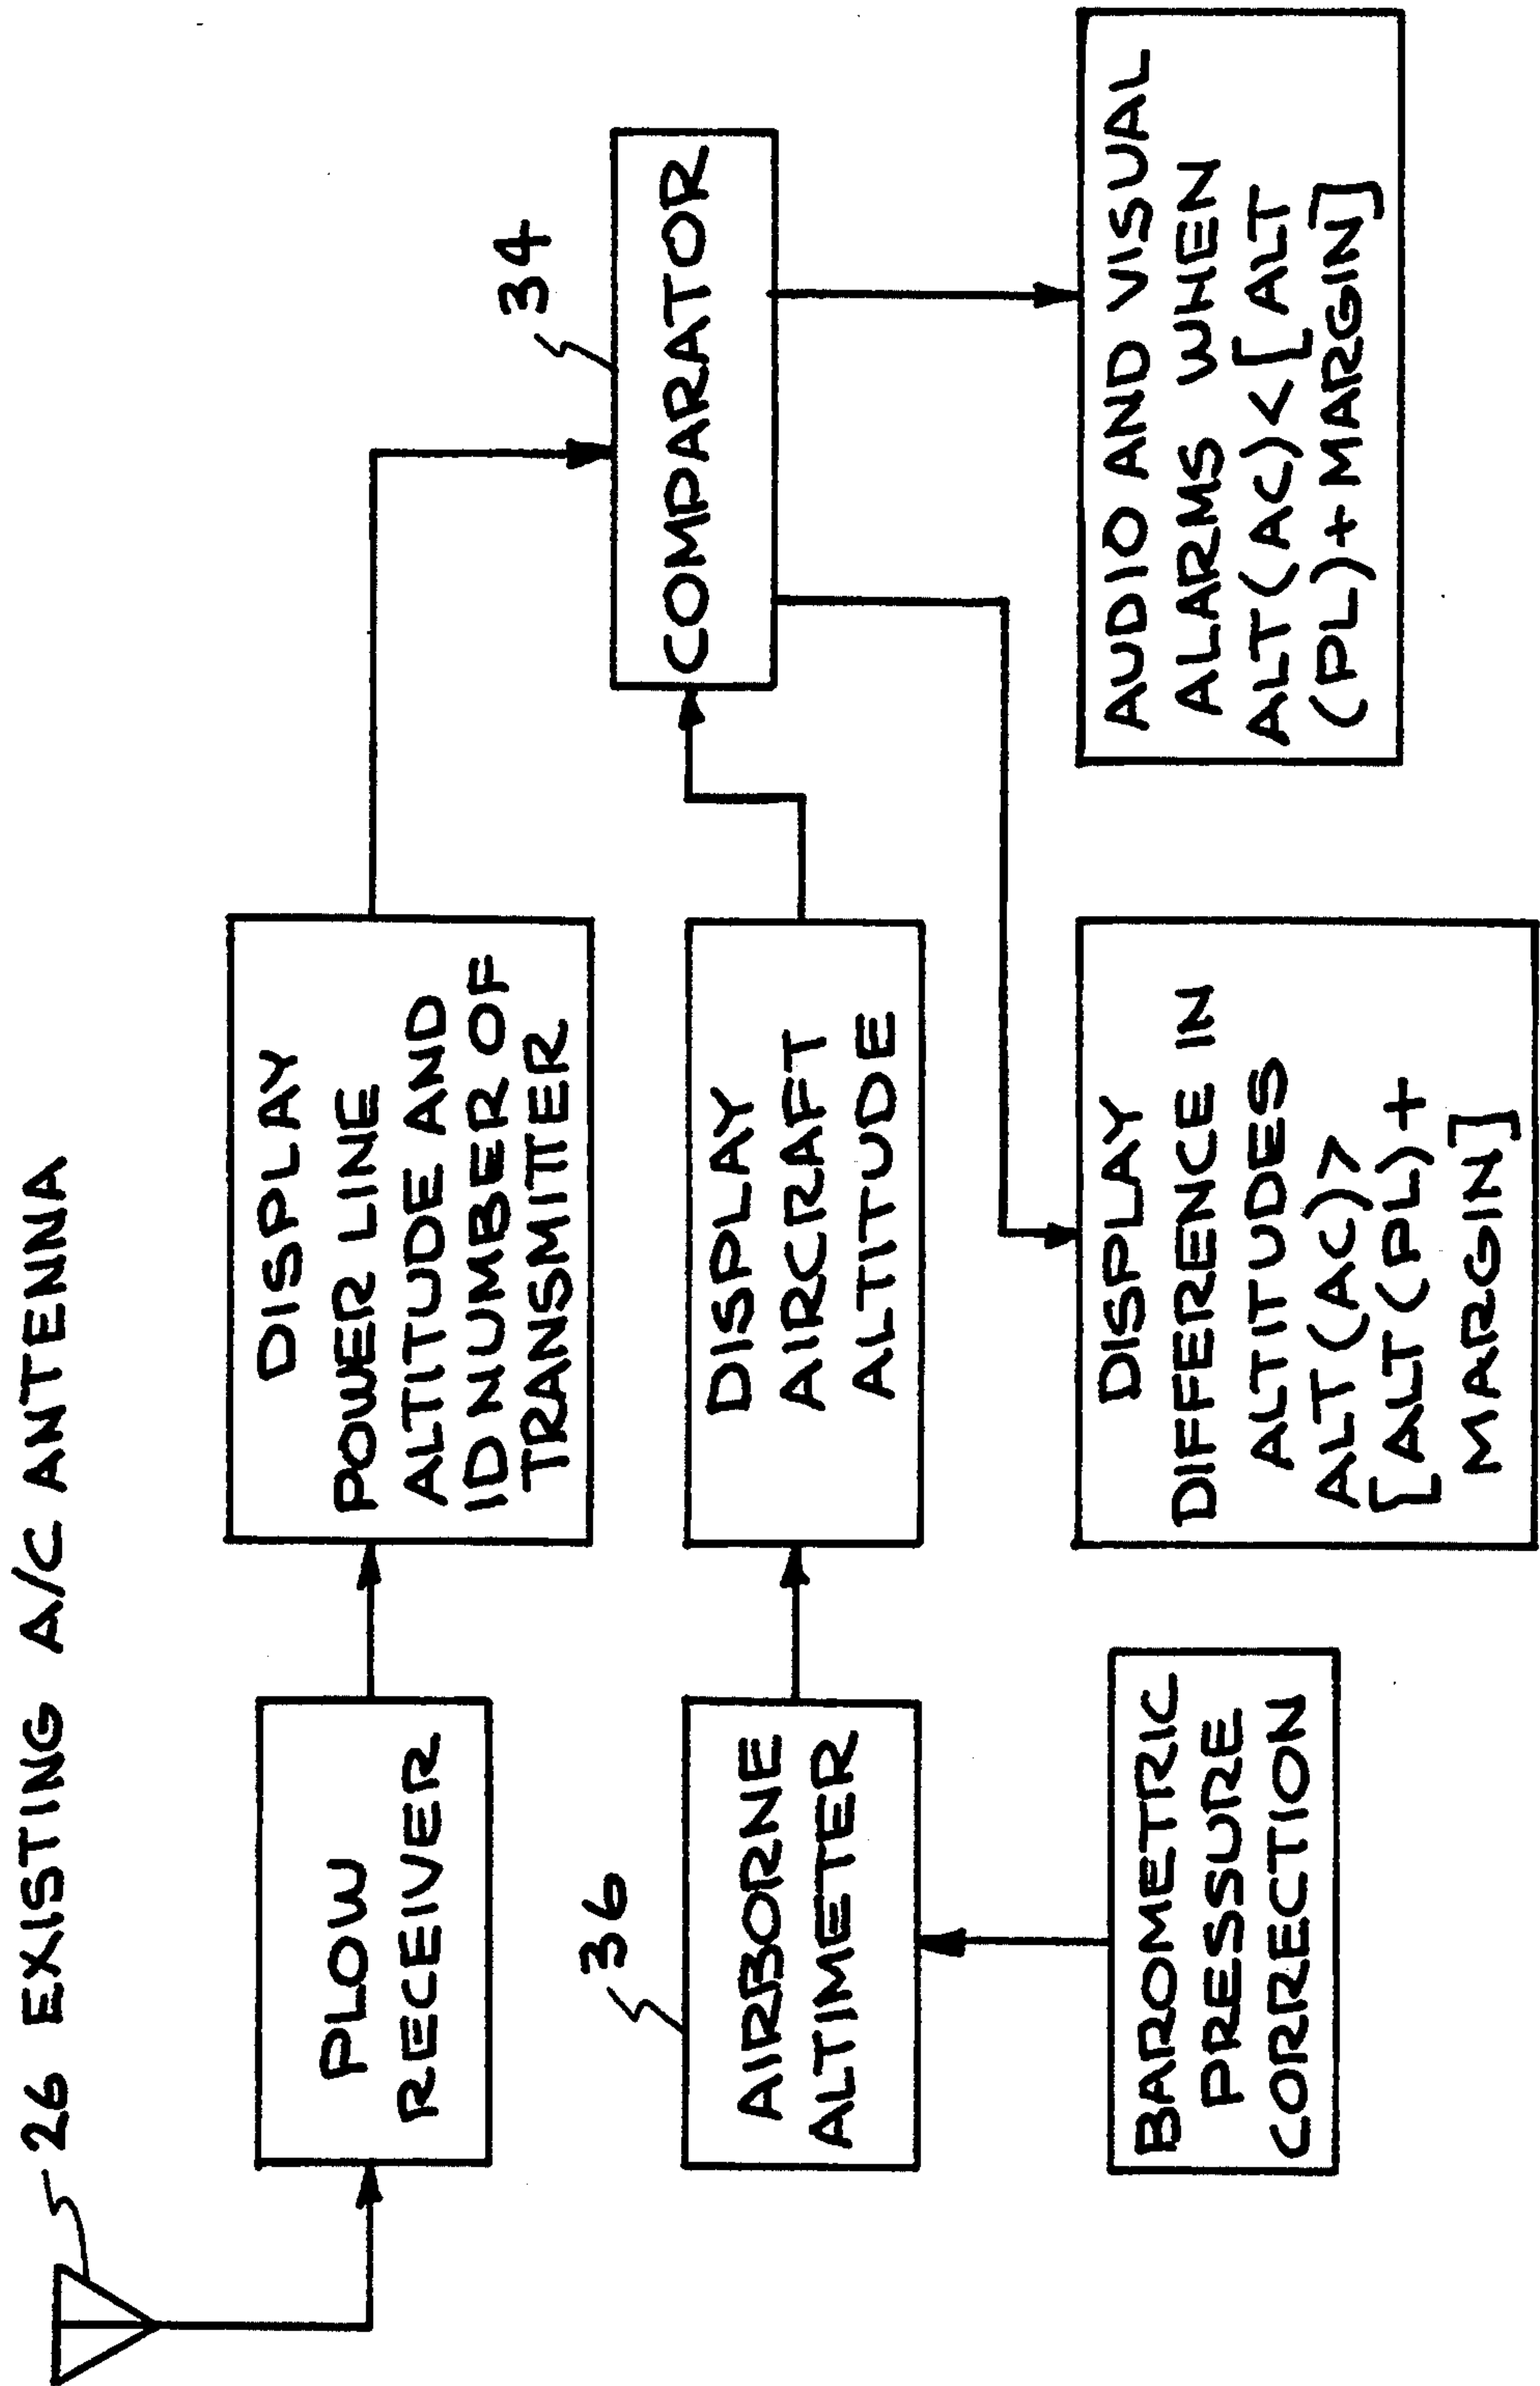 26 EXISTING A/C ANTENNA
PLOW
RECEIVER
DISPLAY
POWER LINE
ALTITUDE AND
ID NUMBER OF
TRANSMITTER
34
COMPARATOR
36
AIRBORNE
ALTIMETER
DISPLAY
AIRCRAFT
ALTITUDE
BAROMETRIC
PRESSURE
CORRECTION
DISPLAY
DIFFERENCE IN
ALTITUDES
ALT(AC)>
[ALT(PL)+
MARGIN]
AUDIO AND VISUAL
ALARMS WHEN
ALT(AC)<[ALT
(PL)+MARGIN]